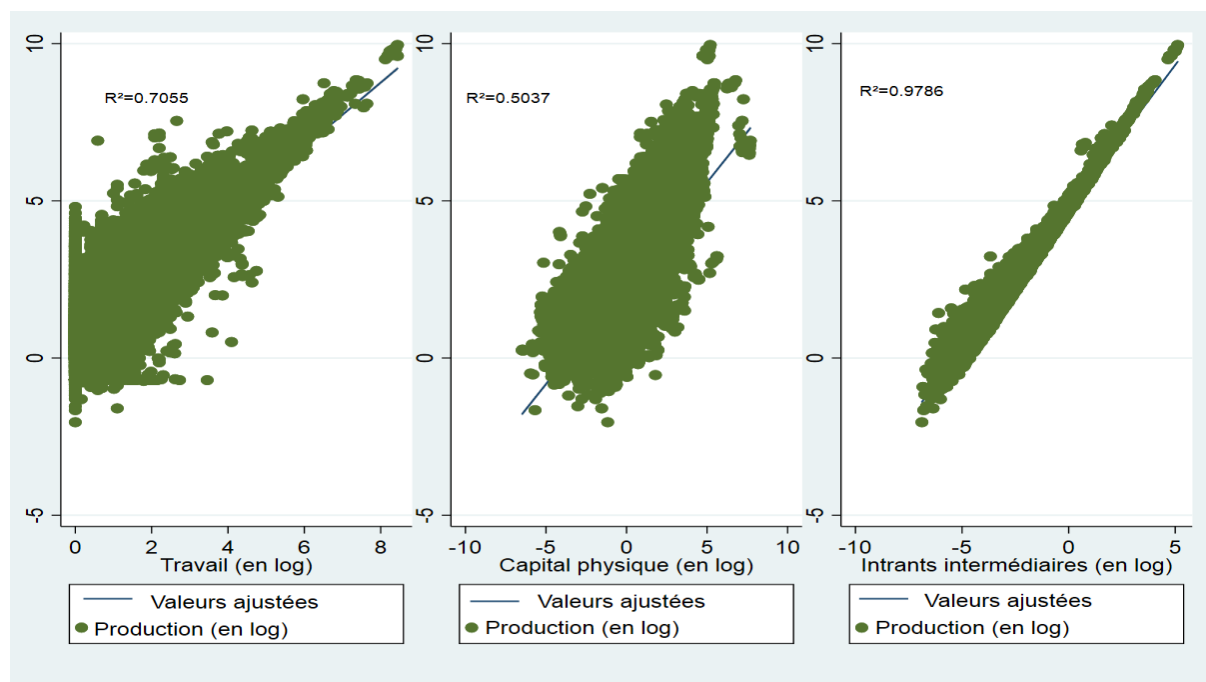 10
5
0
-5
R²=0.7055
0 2 4 6 8
Travail (en log)
Valeurs ajustées
Production (en log)
10
5
0
-5
R²=0.5037
-10 -5 0 5 10
Capital physique (en log)
Valeurs ajustées
Production (en log)
10
5
0
-5
R²=0.9786
-10 -5 0 5
Intrants intermédiaires (en log)
Valeurs ajustées
Production (en log)